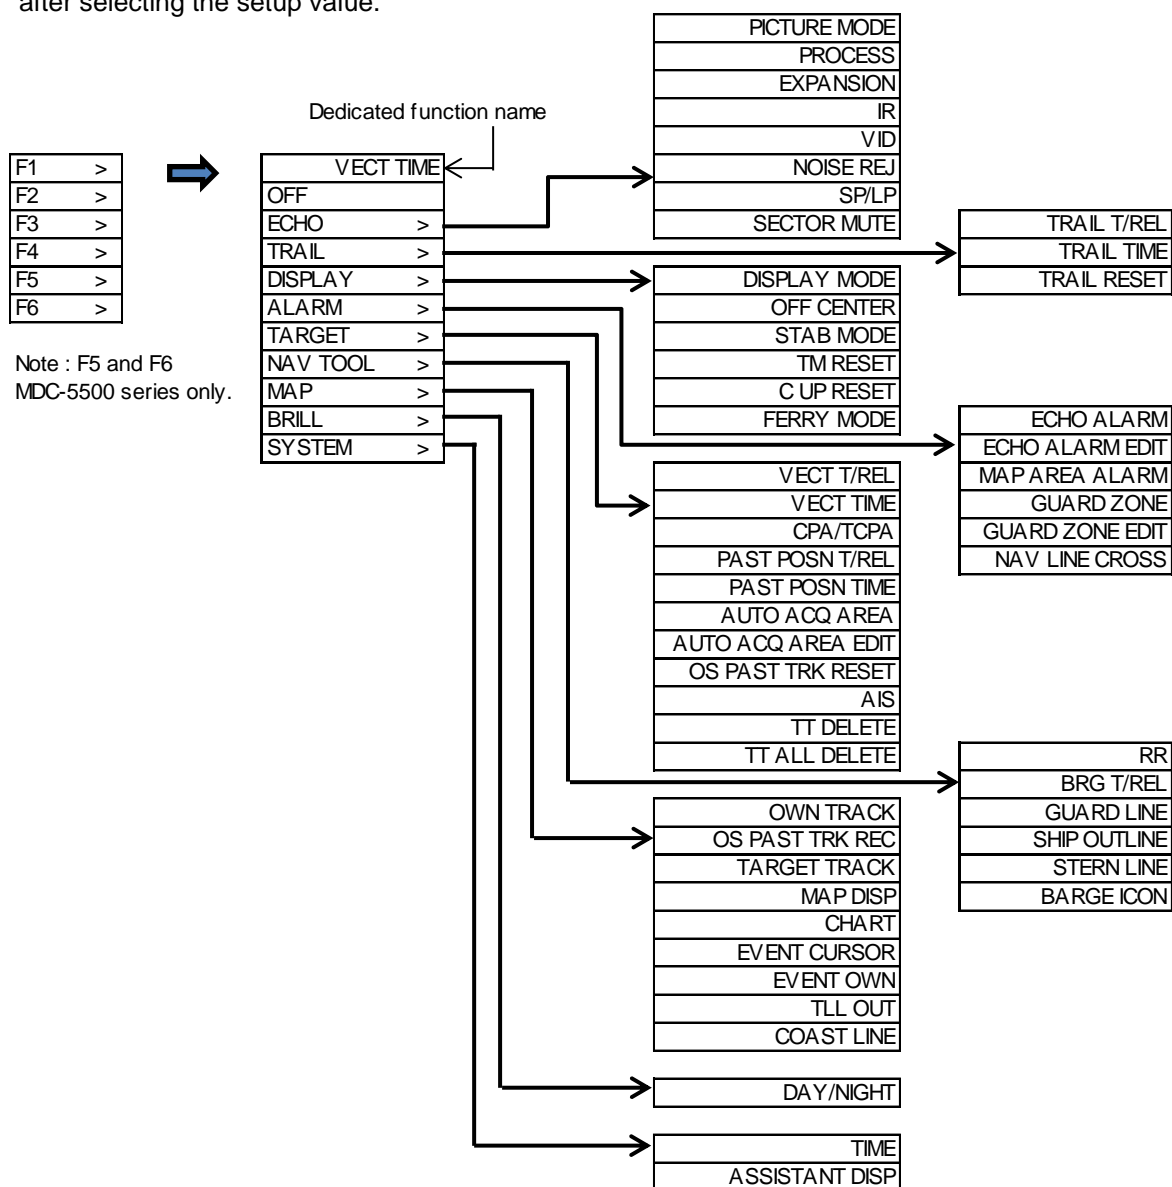 after selecting the setup value.
Dedicated function name
F1 >
F2 >
F3 >
F4 >
F5 >
F6 >
Note : F5 and F6
MDC-5500 series only.
VECT TIME
OFF
ECHO >
TRAIL >
DISPLAY >
ALARM >
TARGET >
NAV TOOL >
MAP >
BRILL >
SYSTEM >
PICTURE MODE
PROCESS
EXPANSION
IR
VID
NOISE REJ
SP/LP
SECTOR MUTE
TRAIL T/REL
TRAIL TIME
TRAIL RESET
DISPLAY MODE
OFF CENTER
STAB MODE
TM RESET
C UP RESET
FERRY MODE
ECHO ALARM
ECHO ALARM EDIT
MAP AREA ALARM
GUARD ZONE
GUARD ZONE EDIT
NAV LINE CROSS
VECT T/REL
VECT TIME
CPA/TCPA
PAST POSN T/REL
PAST POSN TIME
AUTO ACQ AREA
AUTO ACQ AREA EDIT
OS PAST TRK RESET
AIS
TT DELETE
TT ALL DELETE
RR
BRG T/REL
GUARD LINE
SHIP OUTLINE
STERN LINE
BARGE ICON
OWN TRACK
OS PAST TRK REC
TARGET TRACK
MAP DISP
CHART
EVENT CURSOR
EVENT OWN
TLL OUT
COAST LINE
DAY/NIGHT
TIME
ASSISTANT DISP